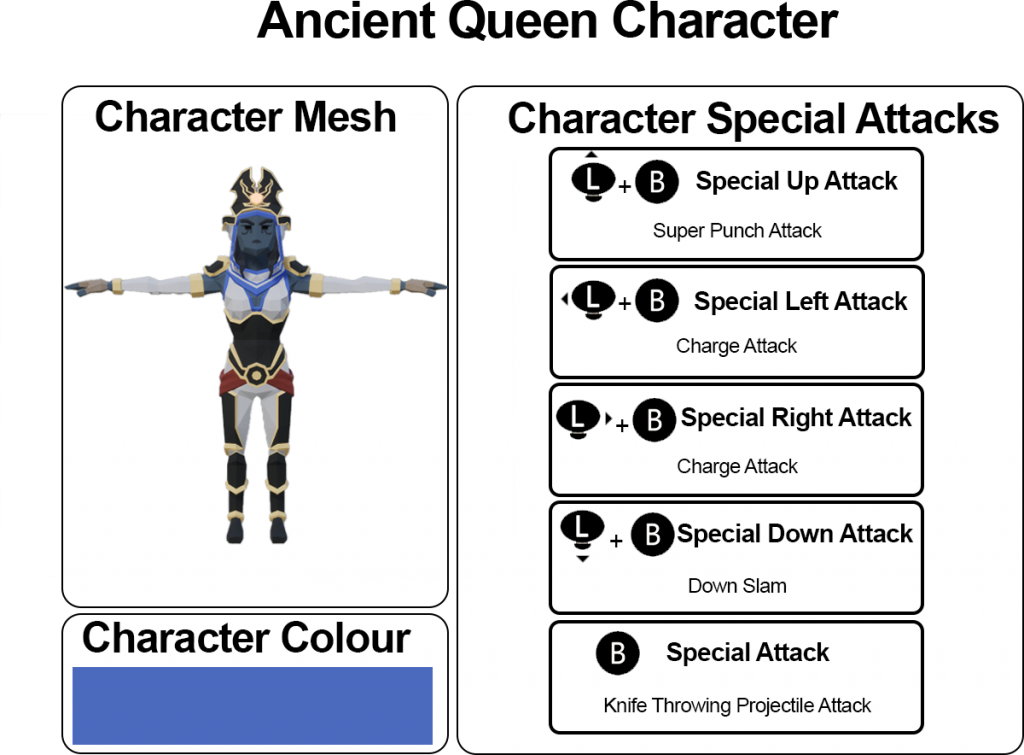 Ancient Queen Character
Character Mesh
Character Colour
Character Special Attacks
L + B Special Up Attack
Super Punch Attack
L + B Special Left Attack
Charge Attack
L + B Special Right Attack
Charge Attack
L + B Special Down Attack
Down Slam
B Special Attack
Knife Throwing Projectile Attack